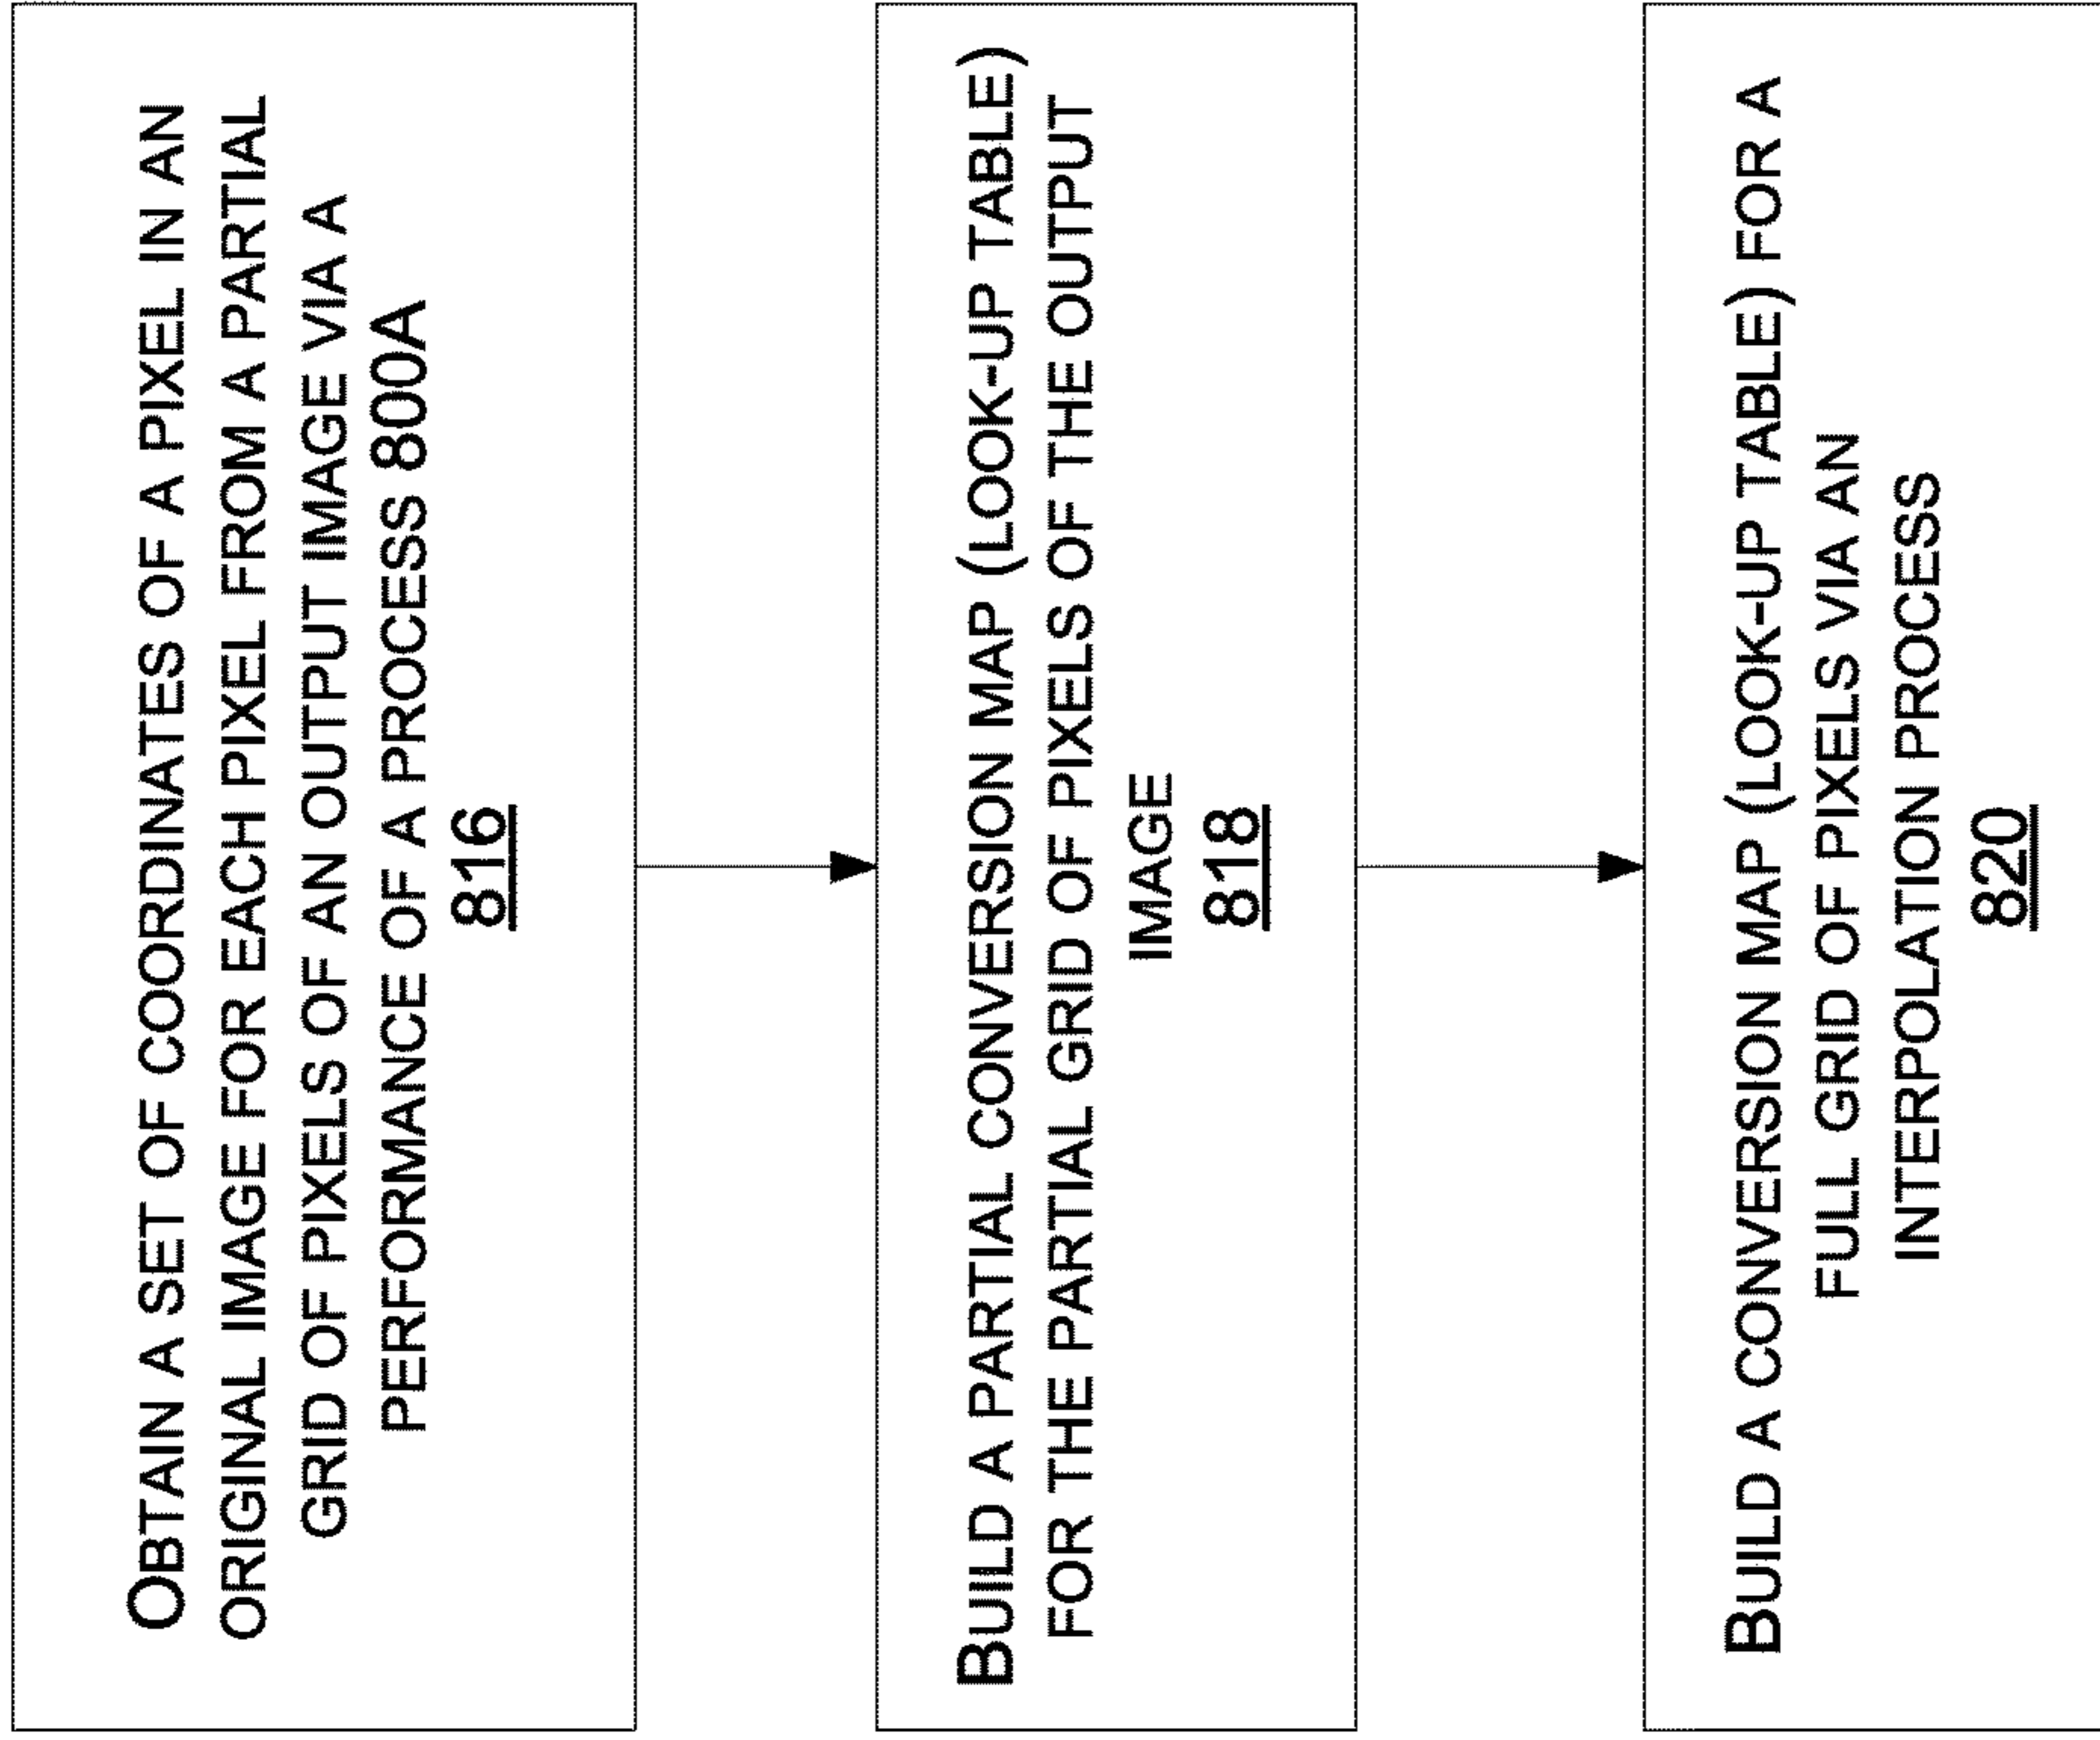 OBTAIN A SET OF COORDINATES OF A PIXEL IN AN
ORIGINAL IMAGE FOR EACH PIXEL FROM A PARTIAL
GRID OF PIXELS OF AN OUTPUT IMAGE VIA A
PERFORMANCE OF A PROCESS 800A
816
BUILD A PARTIAL CONVERSION MAP (LOOK-UP TABLE)
FOR THE PARTIAL GRID OF PIXELS OF THE OUTPUT
IMAGE
818
BUILD A CONVERSION MAP (LOOK-UP TABLE) FOR A
FULL GRID OF PIXELS VIA AN
INTERPOLATION PROCESS
820